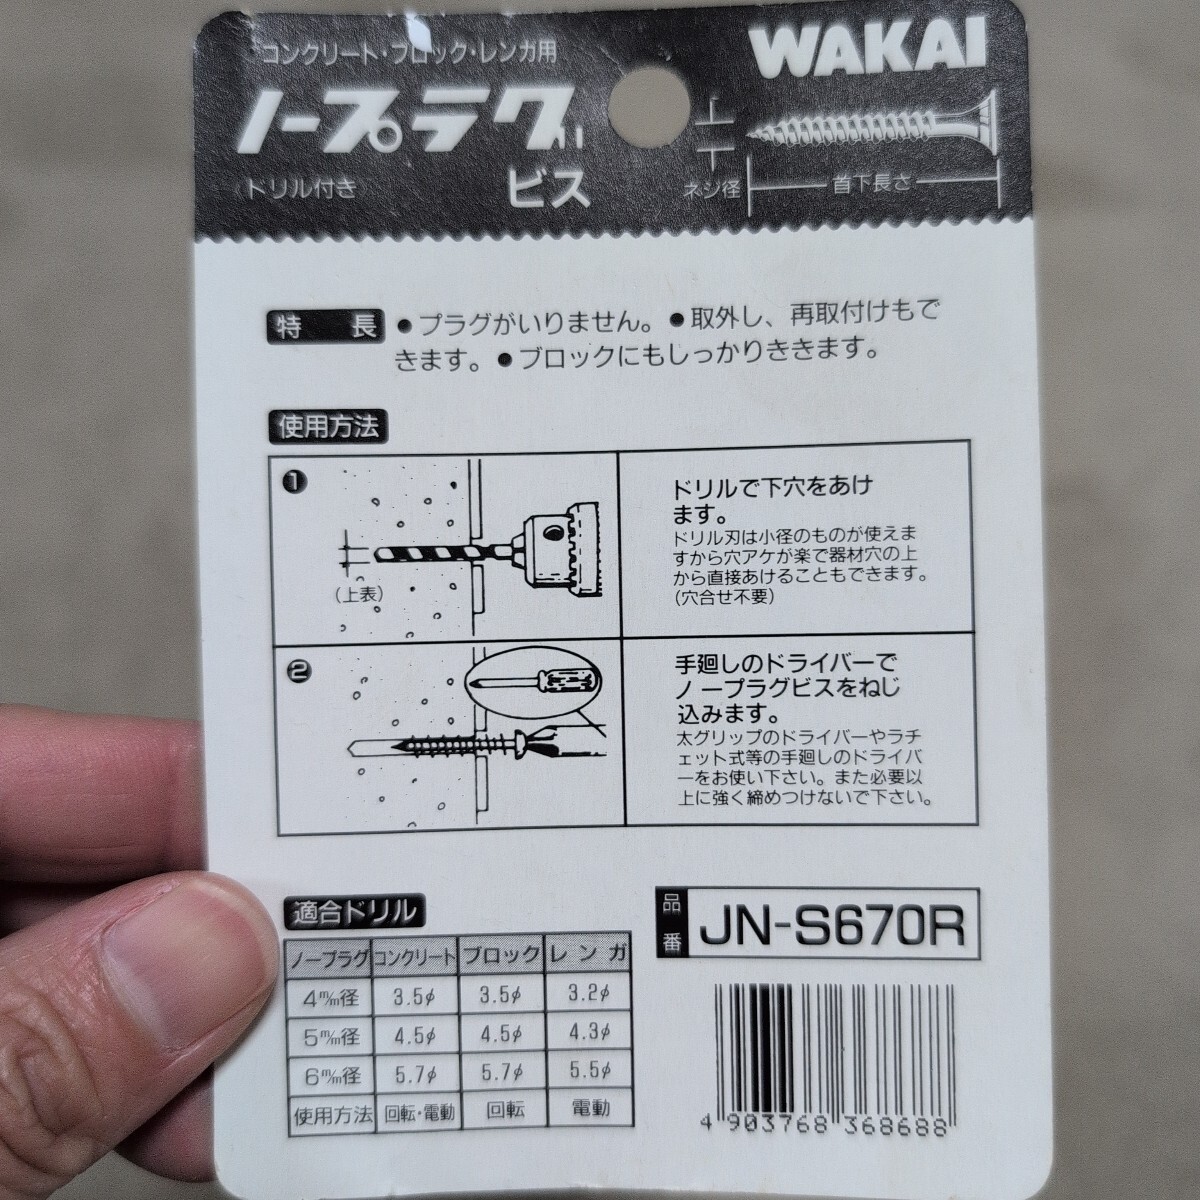 コンクリート・ブロック・レンガ用
WAKAI
ノープラグ
〈ドリル付き〉
ビス
ネジ径
首下長さ
特 長
●プラグがいりません。●取外し、再取付けもで
きます。●ブロックにもしっかりききます。
使用方法
❶
(上表)
ドリルで下穴をあけ
ます。
ドリル刃は小径のものが使えま
すから穴アケが楽で器材穴の上
から直接あけることもできます。
(穴合せ不要)
❷
手廻しのドライバーで
ノープラグビスをねじ
込みます。
太グリップのドライバーやラチ
ェット式等の手廻しのドライバ
ーをお使い下さい。また必要以
上に強く締めつけないで下さい。
適合ドリル
ノープラグ コンクリート ブロック レンガ
4m/m径 3.5φ 3.5φ 3.2φ
5m/m径 4.5φ 4.5φ 4.3φ
6m/m径 5.7φ 5.7φ 5.5φ
使用方法 回転・電動 回転 電動
品番 JN-S670R
4 903768 368688